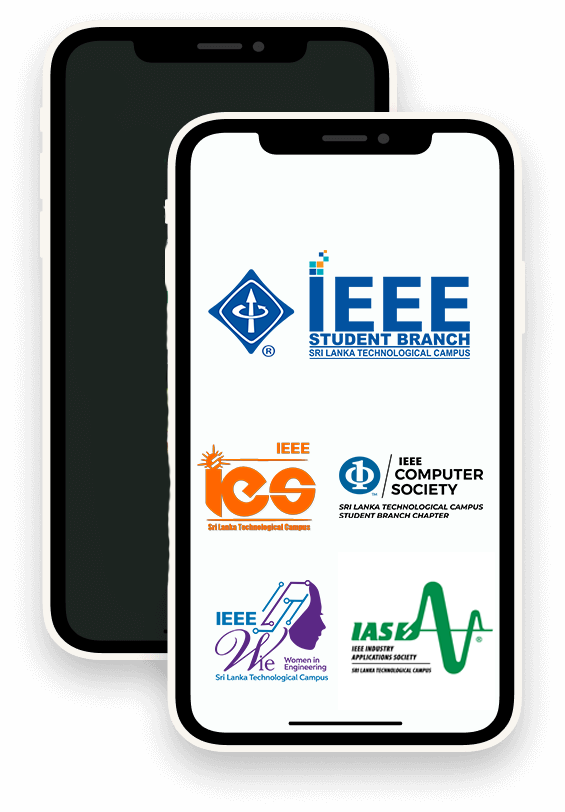 IEEE
STUDENT BRANCH
SRI LANKA TECHNOLOGICAL CAMPUS
®
IEEE
ies
Sri Lanka Technological Campus
IEEE
COMPUTER
SOCIETY
TM
SRI LANKA TECHNOLOGICAL CAMPUS
STUDENT BRANCH CHAPTER
IEEE
Wie
Women in
Engineering
Sri Lanka Technological Campus
IAS
®
IEEE INDUSTRY
APPLICATIONS SOCIETY
SRI LANKA TECHNOLOGICAL CAMPUS